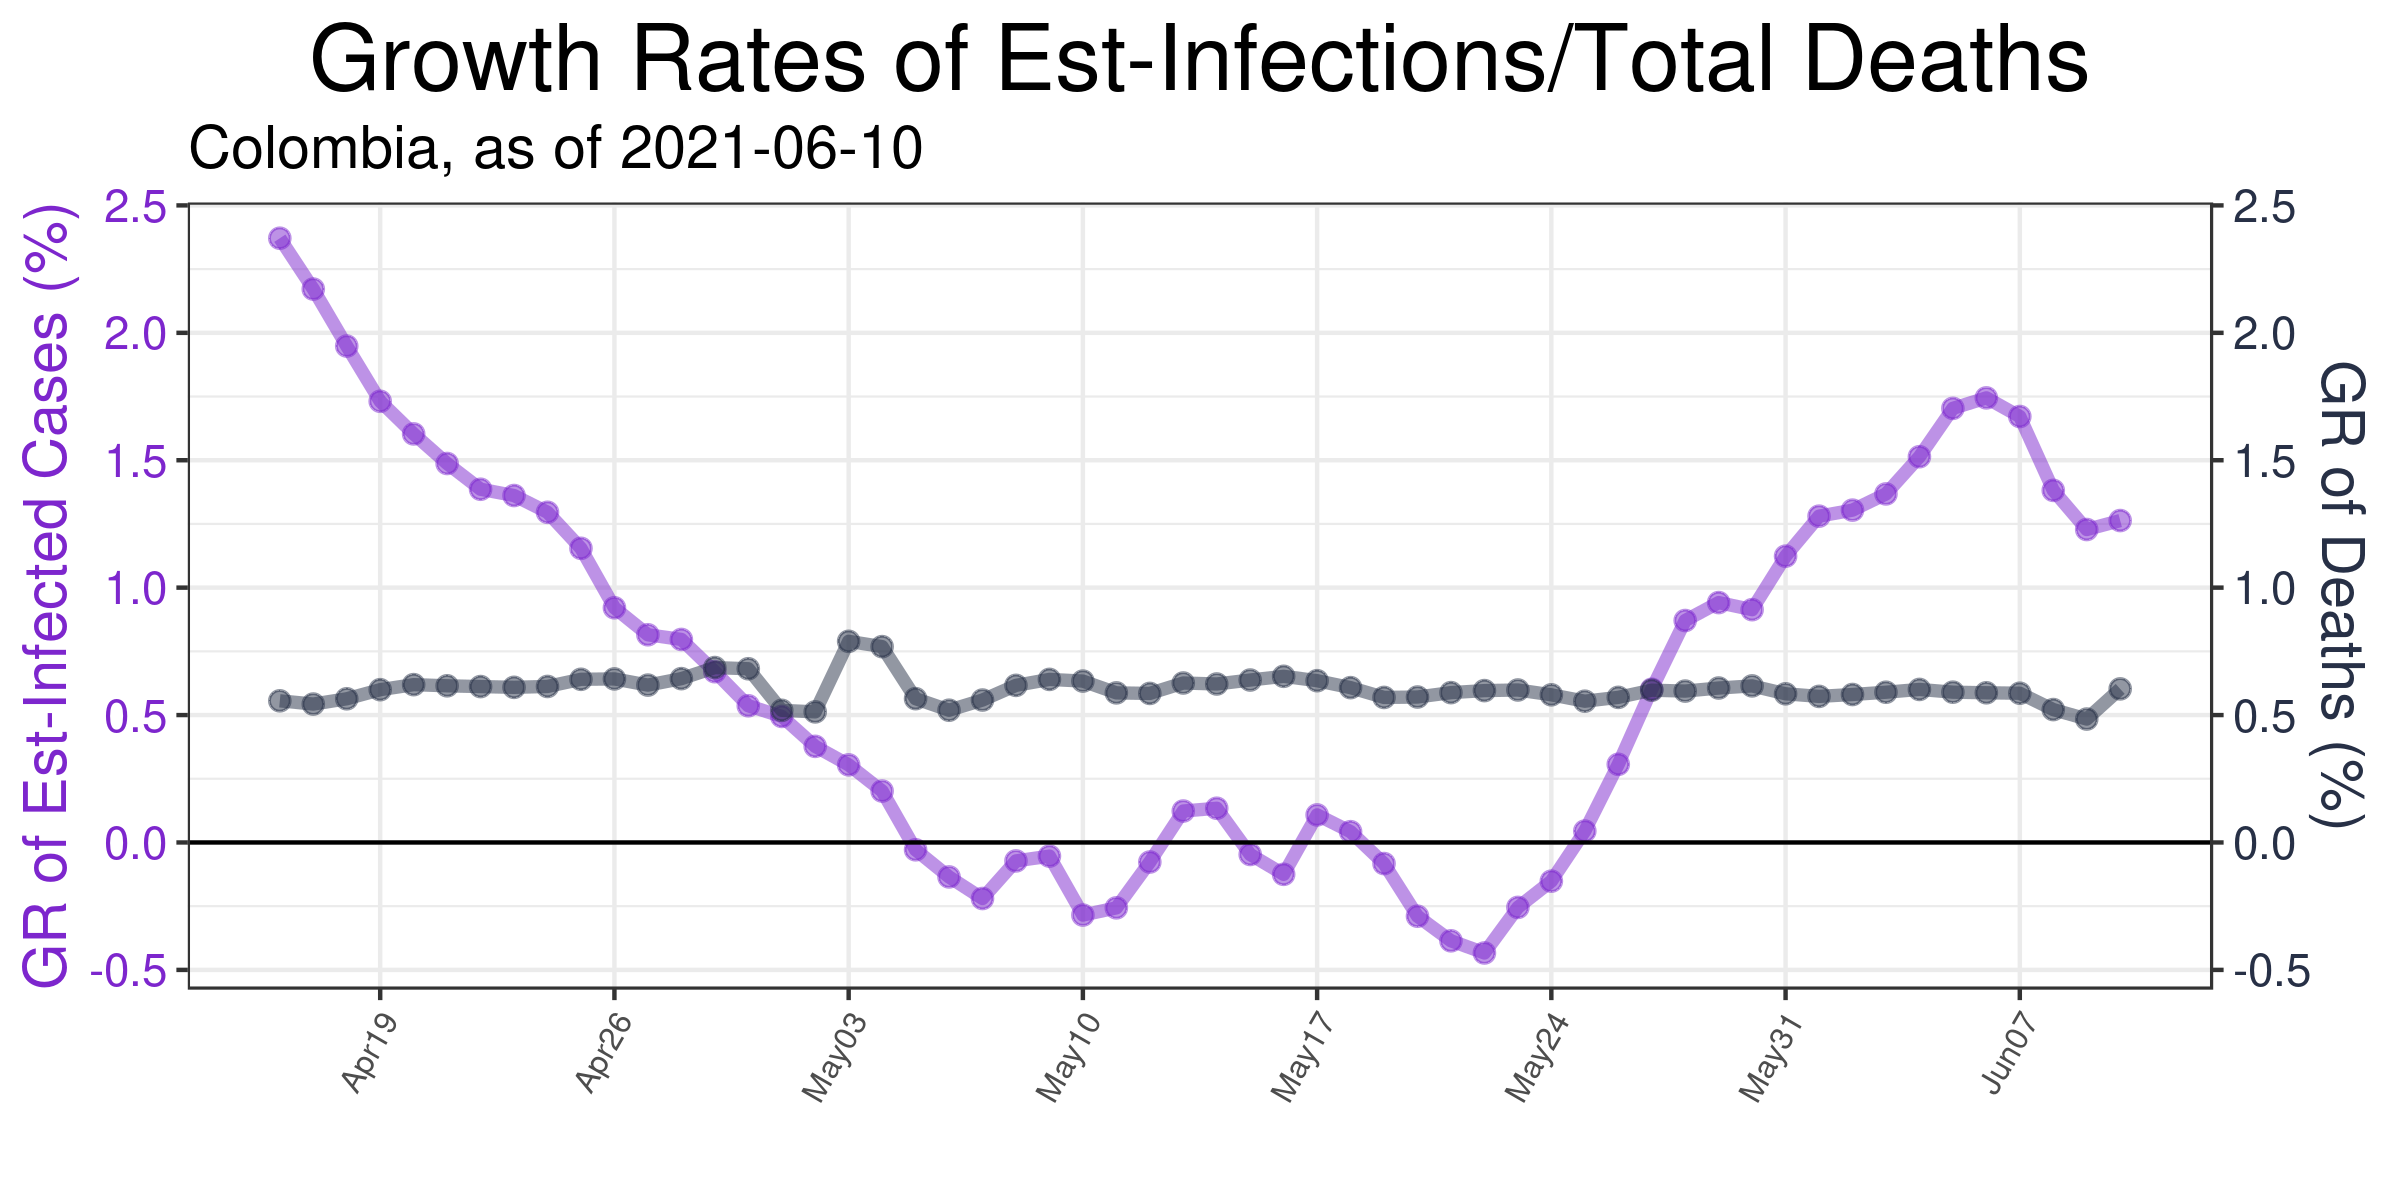 Growth Rates of Est-Infections/Total Deaths
Colombia, as of 2021-06-10
GR of Est-Infected Cases (%)
2.5
2.0
1.5
1.0
0.5
0.0
-0.5
2.5
2.0
1.5
1.0
0.5
0.0
-0.5
GR of Deaths (%)
Apr19
Apr26
May03
May10
May17
May24
May31
Jun07